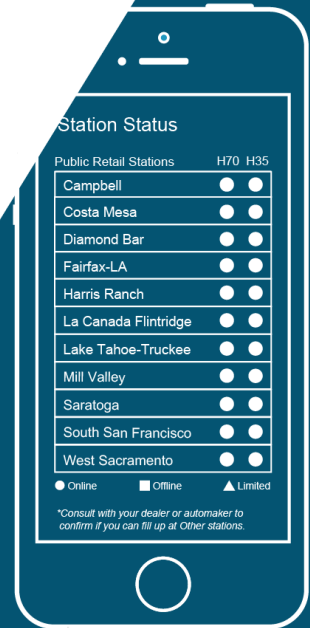 Station Status
Public Retail Stations H70 H35
Campbell
Costa Mesa
Diamond Bar
Fairfax-LA
Harris Ranch
La Canada Flintridge
Lake Tahoe-Truckee
Mill Valley
Saratoga
South San Francisco
West Sacramento
Online Offline Limited
*Consult with your dealer or automaker to
confirm if you can fill up at Other stations.